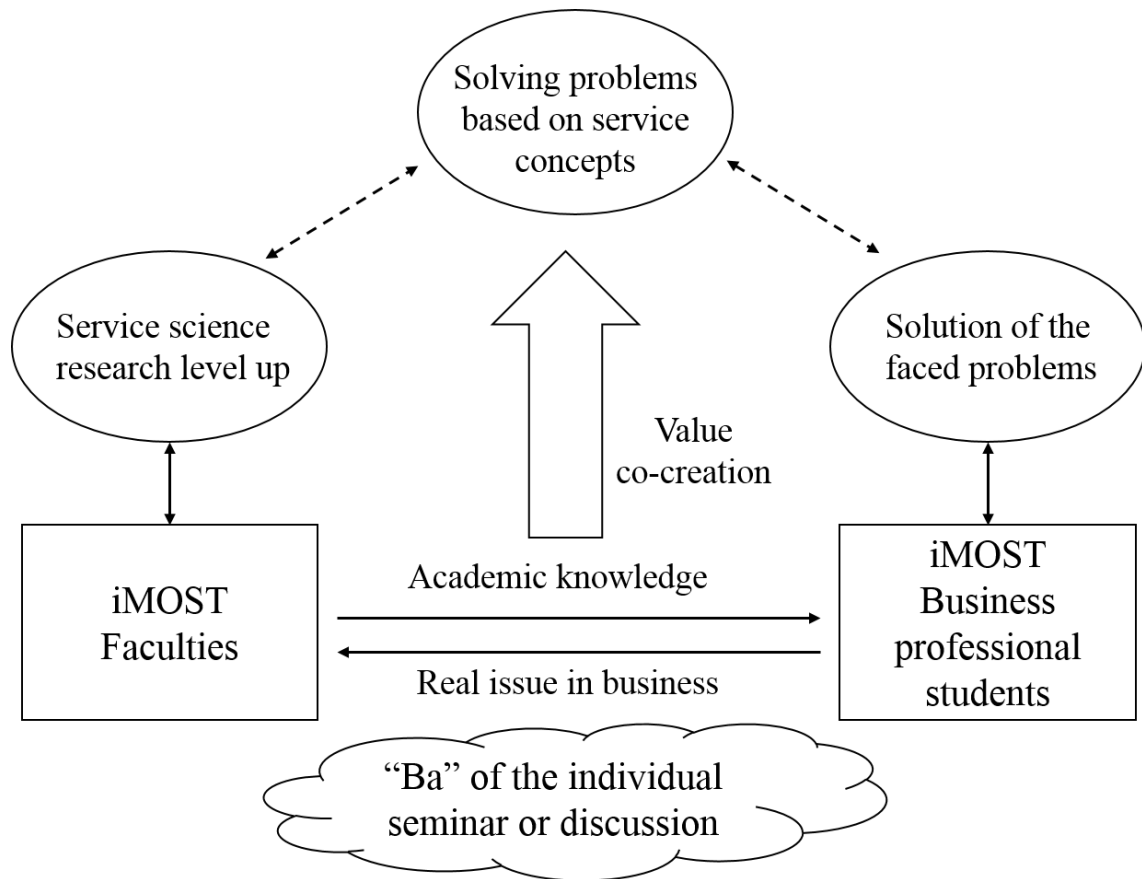 Solving problems
based on service
concepts
Service science
research level up
Solution of the
faced problems
Value
co-creation
iMOST
Faculties
Academic knowledge
Real issue in business
iMOST
Business
professional
students
“Ba” of the individual
seminar or discussion